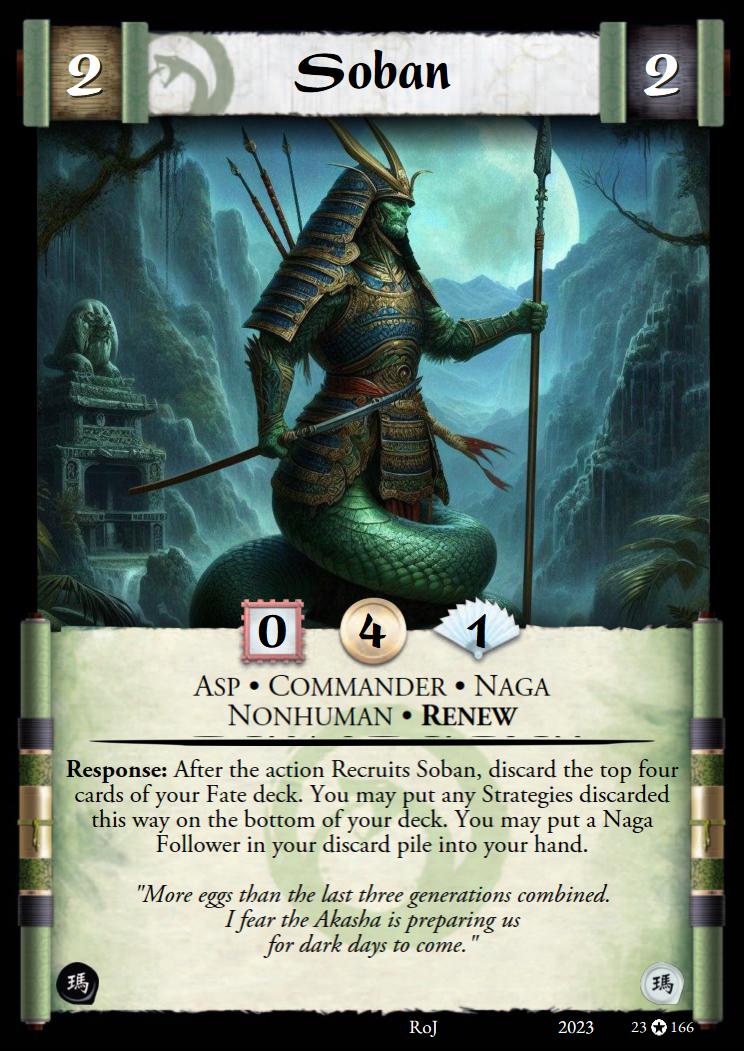 2 Soban 2
0 4 1
Asp • Commander • Naga
Nonhuman • Renew
Response: After the action Recruits Soban, discard the top four
cards of your Fate deck. You may put any Strategies discarded
this way on the bottom of your deck. You may put a Naga
Follower in your discard pile into your hand.
"More eggs than the last three generations combined.
I fear the Akasha is preparing us
for dark days to come."
瑪 瑪
RoJ 2023 23 ✪ 166